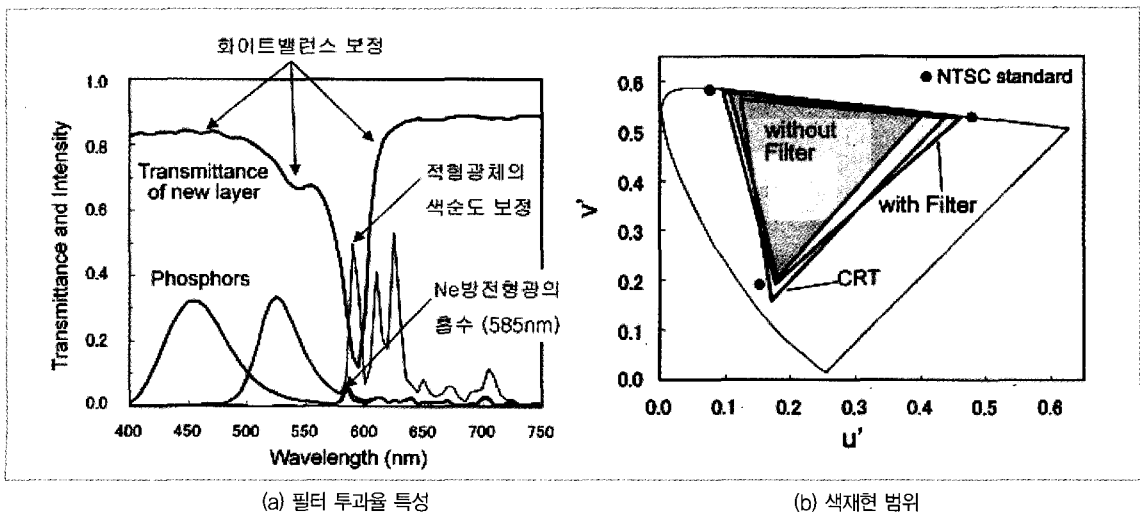 화이트밸런스 보정
1.0
0.8
0.6
0.4
0.2
0.0
Transmittance and Intensity
Transmittance
of new layer
적형광체의
색순도 보정
Phosphors
Ne방전형광의
흡수 (585nm)
400 450 500 550 600 650 700 750
Wavelength (nm)
(a) 필터 투과율 특성
0.6
0.5
0.4
0.3
0.2
0.1
0.0
v'
NTSC standard
without
Filter
with Filter
CRT
0.0 0.1 0.2 0.3 0.4 0.5 0.6
u'
(b) 색재현 범위